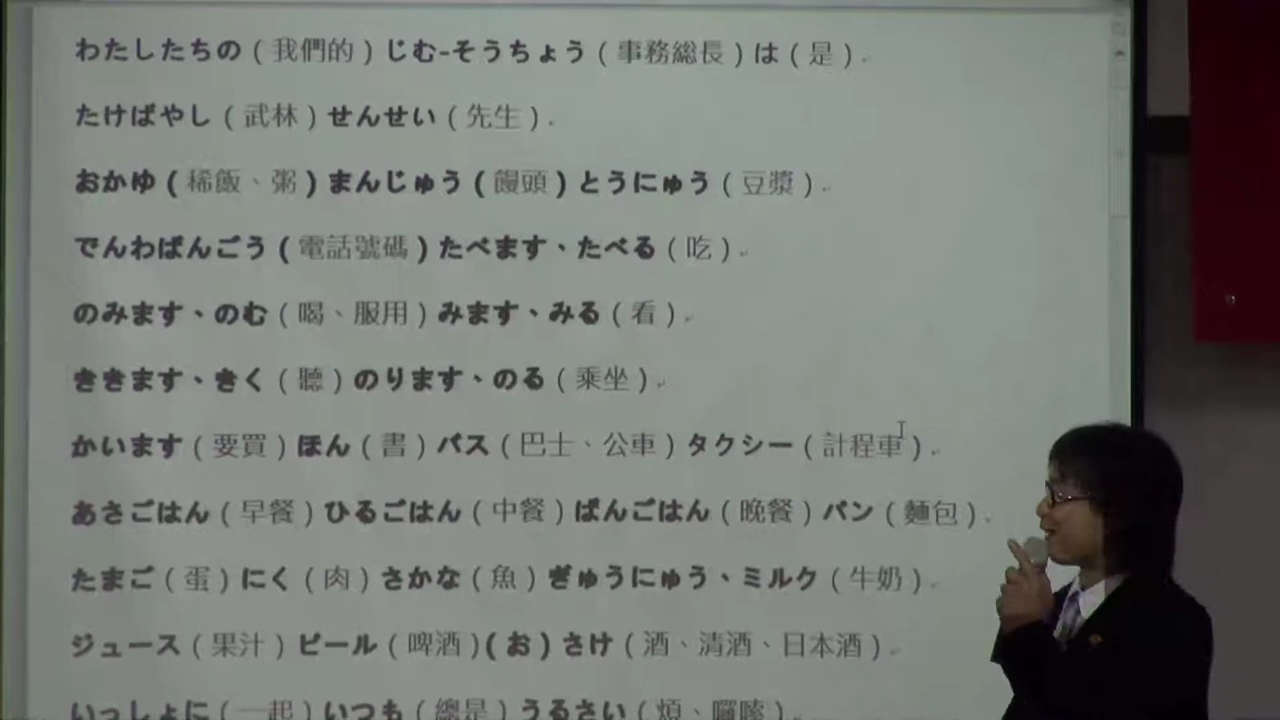 わたしたちの（我們的）じむ-そうちょう（事務総長）は（是）
たけばやし（武林）せんせい（先生）
おかゆ（稀飯、粥）まんじゅう（饅頭）とうにゅう（豆漿）
でんわばんごう（電話號碼）たべます、たべる（吃）
のみます、のむ（喝、服用）みます、みる（看）
ききます、きく（聽）のります、のる（乘坐）
かいます（要買）ほん（書）バス（巴士、公車）タクシー（計程車）
あさごはん（早餐）ひるごはん（中餐）ばんごはん（晚餐）パン（麵包）
たまご（蛋）にく（肉）さかな（魚）ぎゅうにゅう、ミルク（牛奶）
ジュース（果汁）ビール（啤酒）(お)さけ（酒、清酒、日本酒）
いっしょに（一起）いつも（總是）うるさい（煩、囉嗦）